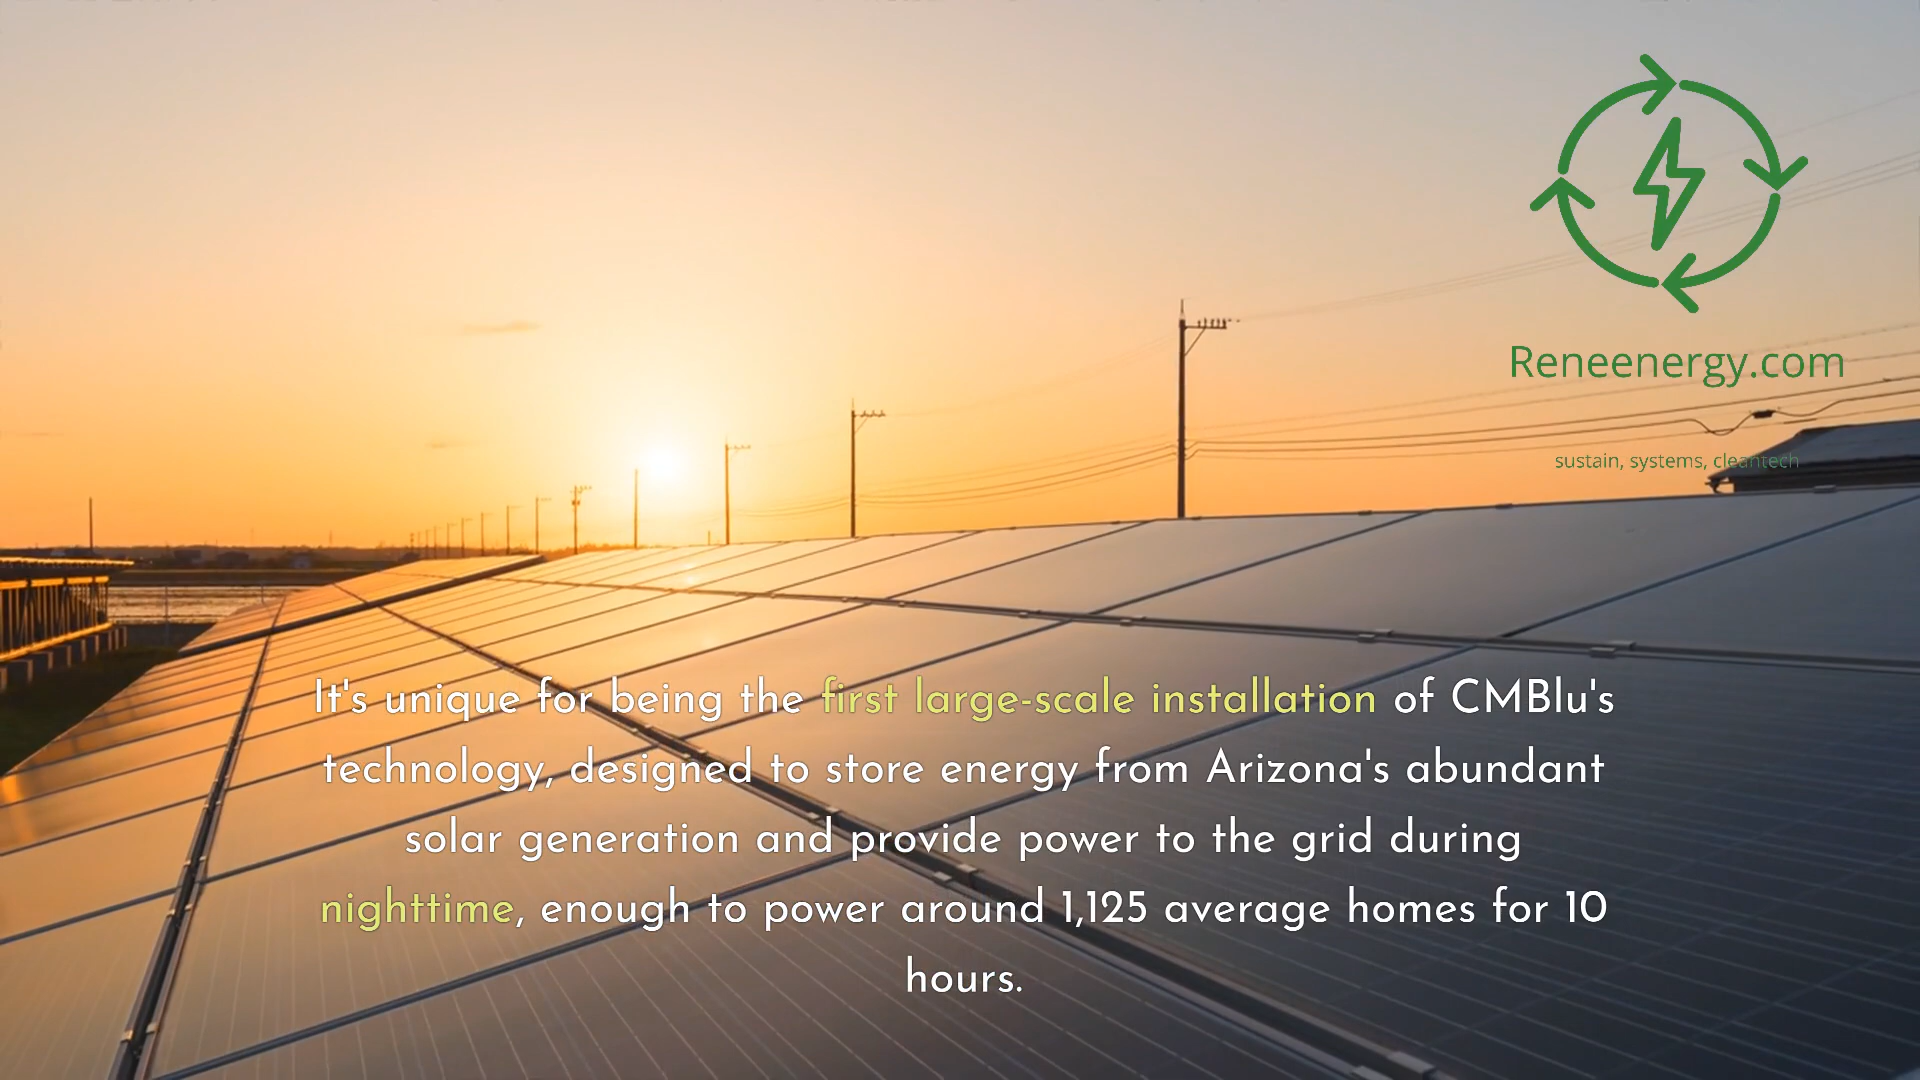 Reneenergy.com
sustain, systems, cleantech
It's unique for being the first large-scale installation of CMBlu's
technology, designed to store energy from Arizona's abundant
solar generation and provide power to the grid during
nighttime, enough to power around 1,125 average homes for 10
hours.